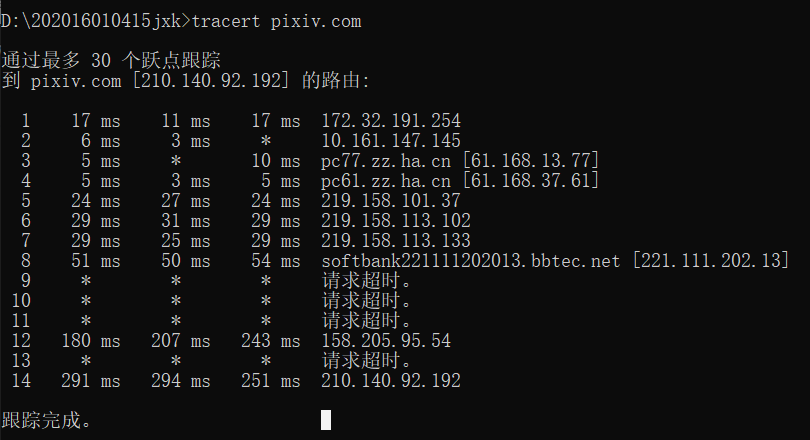 D:\202016010415jxk>tracert pixiv.com
通过最多 30 个跃点跟踪
到 pixiv.com [210.140.92.192] 的路由:
1 17 ms 11 ms 17 ms 172.32.191.254
2 6 ms 3 ms * 10.161.147.145
3 5 ms * 10 ms pc77.zz.ha.cn [61.168.13.77]
4 5 ms 3 ms 5 ms pc61.zz.ha.cn [61.168.37.61]
5 24 ms 27 ms 24 ms 219.158.101.37
6 29 ms 31 ms 29 ms 219.158.113.102
7 29 ms 25 ms 29 ms 219.158.113.133
8 51 ms 50 ms 54 ms softbank221111202013.bbtec.net [221.111.202.13]
9 * * * 请求超时。
10 * * * 请求超时。
11 * * * 请求超时。
12 180 ms 207 ms 243 ms 158.205.95.54
13 * * * 请求超时。
14 291 ms 294 ms 251 ms 210.140.92.192
跟踪完成。